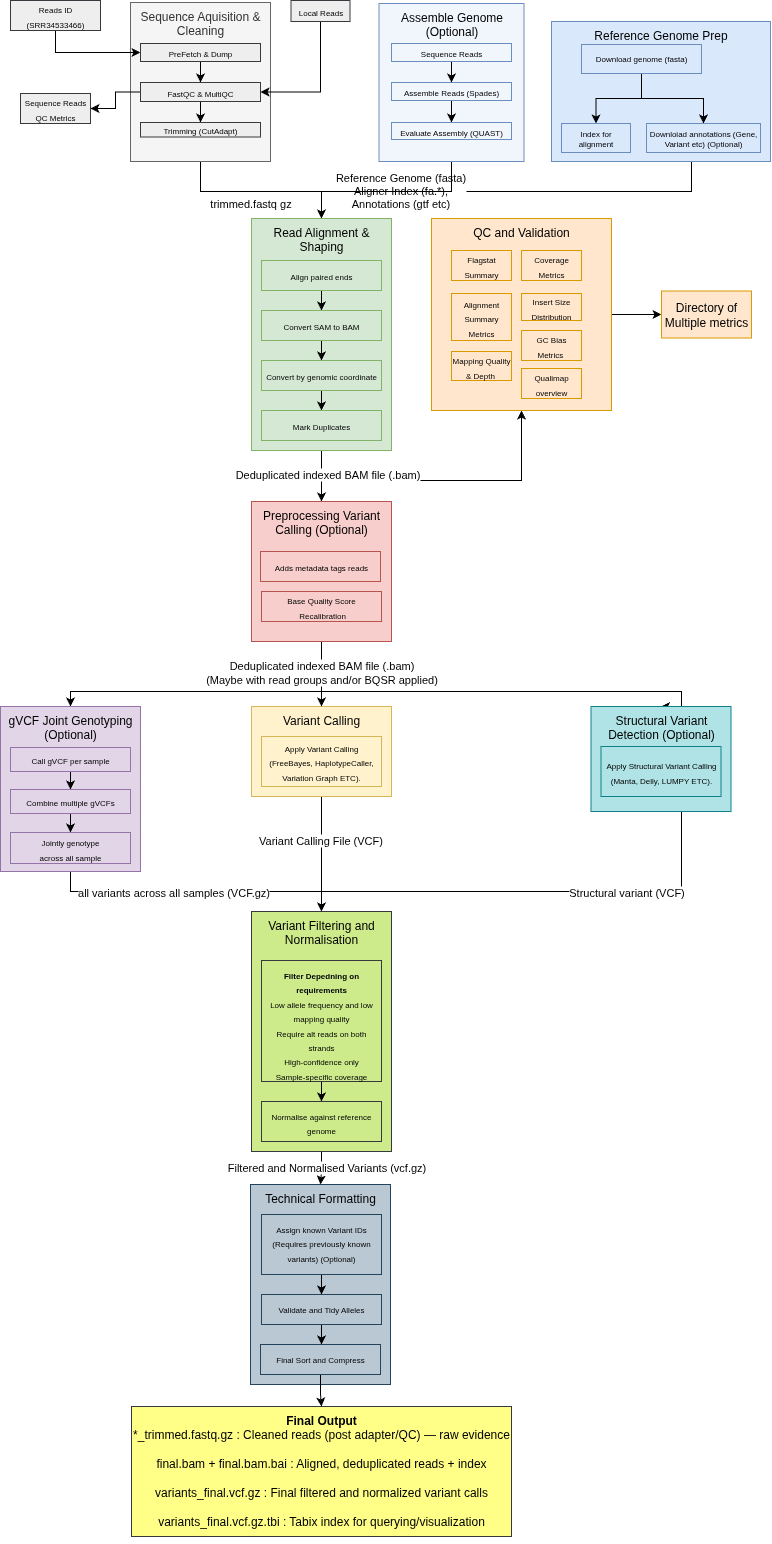 Reads ID
(SRR34533466)
Sequence Aquisition &
Cleaning
PreFetch & Dump
FastQC & MultiQC
Trimming (CutAdapt)
Local Reads
Sequence Reads
QC Metrics
Assemble Genome
(Optional)
Sequence Reads
Assemble Reads (Spades)
Evaluate Assembly (QUAST)
Reference Genome Prep
Download genome (fasta)
Index for
alignment
Downlolad annotations (Gene,
Variant etc) (Optional)
trimmed.fastq gz
Reference Genome (fasta)
Aligner Index (fa.*),
Annotations (gtf etc)
Read Alignment &
Shaping
Align paired ends
Convert SAM to BAM
Convert by genomic coordinate
Mark Duplicates
QC and Validation
Flagstat
Summary
Coverage
Metrics
Alignment
Summary
Metrics
Insert Size
Distribution
GC Bias
Metrics
Mapping Quality
& Depth
Qualimap
overview
Directory of
Multiple metrics
Deduplicated indexed BAM file (.bam)
Preprocessing Variant
Calling (Optional)
Adds metadata tags reads
Base Quality Score
Recalibration
Deduplicated indexed BAM file (.bam)
(Maybe with read groups and/or BQSR applied)
gVCF Joint Genotyping
(Optional)
Call gVCF per sample
Combine multiple gVCFs
Jointly genotype
across all sample
Variant Calling
Apply Variant Calling
(FreeBayes, HaplotypeCaller,
Variation Graph ETC).
Structural Variant
Detection (Optional)
Apply Structural Variant Calling
(Manta, Delly, LUMPY ETC).
Variant Calling File (VCF)
all variants across all samples (VCF.gz)
Structural variant (VCF)
Variant Filtering and
Normalisation
Filter Depedning on
requirements
Low allele frequency and low
mapping quality
Require alt reads on both
strands
High-confidence only
Sample-specific coverage
Normalise against reference
genome
Filtered and Normalised Variants (vcf.gz)
Technical Formatting
Assign known Variant IDs
(Requires previously known
variants) (Optional)
Validate and Tidy Alleles
Final Sort and Compress
Final Output
*_trimmed.fastq.gz : Cleaned reads (post adapter/QC) — raw evidence
final.bam + final.bam.bai : Aligned, deduplicated reads + index
variants_final.vcf.gz : Final filtered and normalized variant calls
variants_final.vcf.gz.tbi : Tabix index for querying/visualization